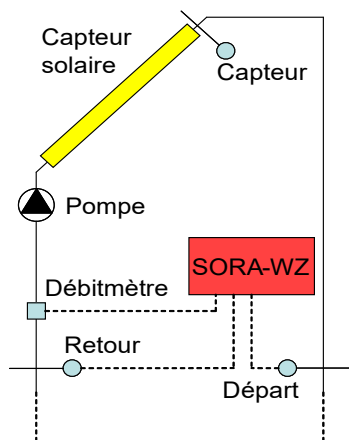 Capteur
solaire
Capteur
Pompe
SORA-WZ
Débitmètre
Retour
Départ